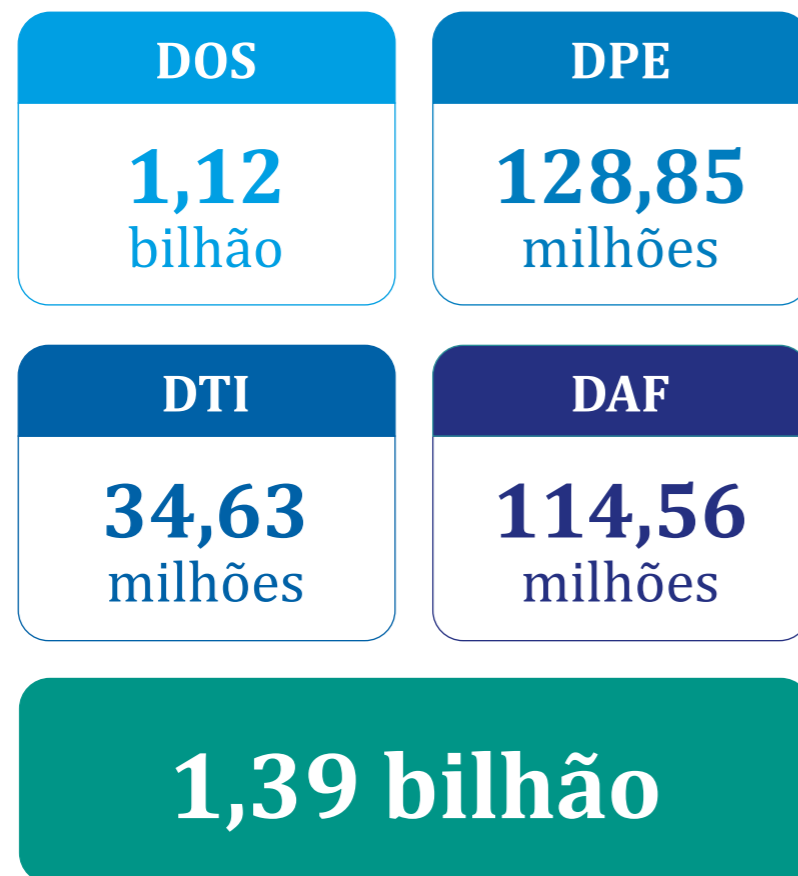 DOS
1,12
bilhão
DPE
128,85
milhões
DTI
34,63
milhões
DAF
114,56
milhões
1,39 bilhão